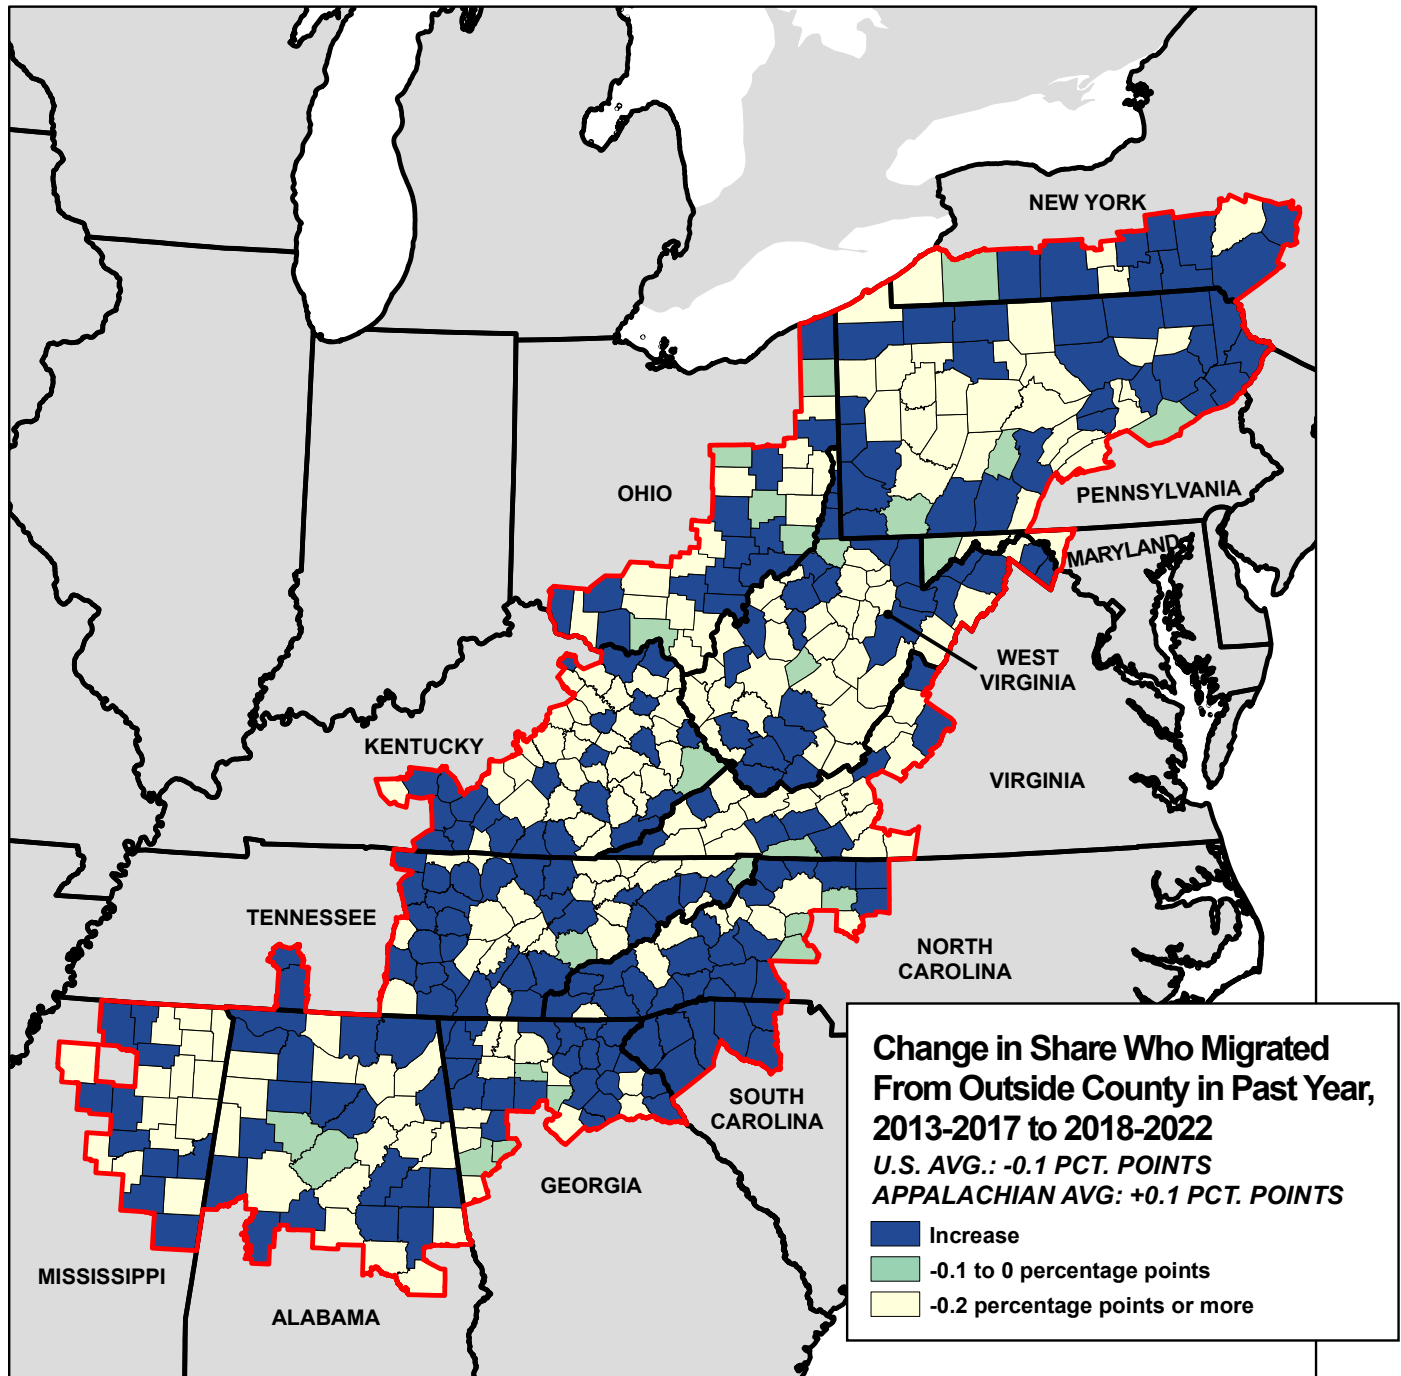 NEW YORK
OHIO
PENNSYLVANIA
MARYLAND
WEST
VIRGINIA
KENTUCKY
VIRGINIA
TENNESSEE
NORTH
CAROLINA
SOUTH
CAROLINA
GEORGIA
MISSISSIPPI
ALABAMA
Change in Share Who Migrated
From Outside County in Past Year,
2013-2017 to 2018-2022
U.S. AVG.: -0.1 PCT. POINTS
APPALACHIAN AVG: +0.1 PCT. POINTS
Increase
-0.1 to 0 percentage points
-0.2 percentage points or more